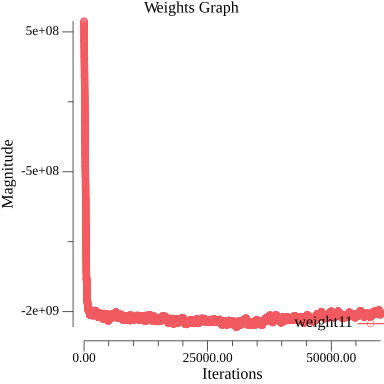 Weights Graph
5e+08
-5e+08
-2e+09
Magnitude
weight11
0.00 25000.00 50000.00
Iterations